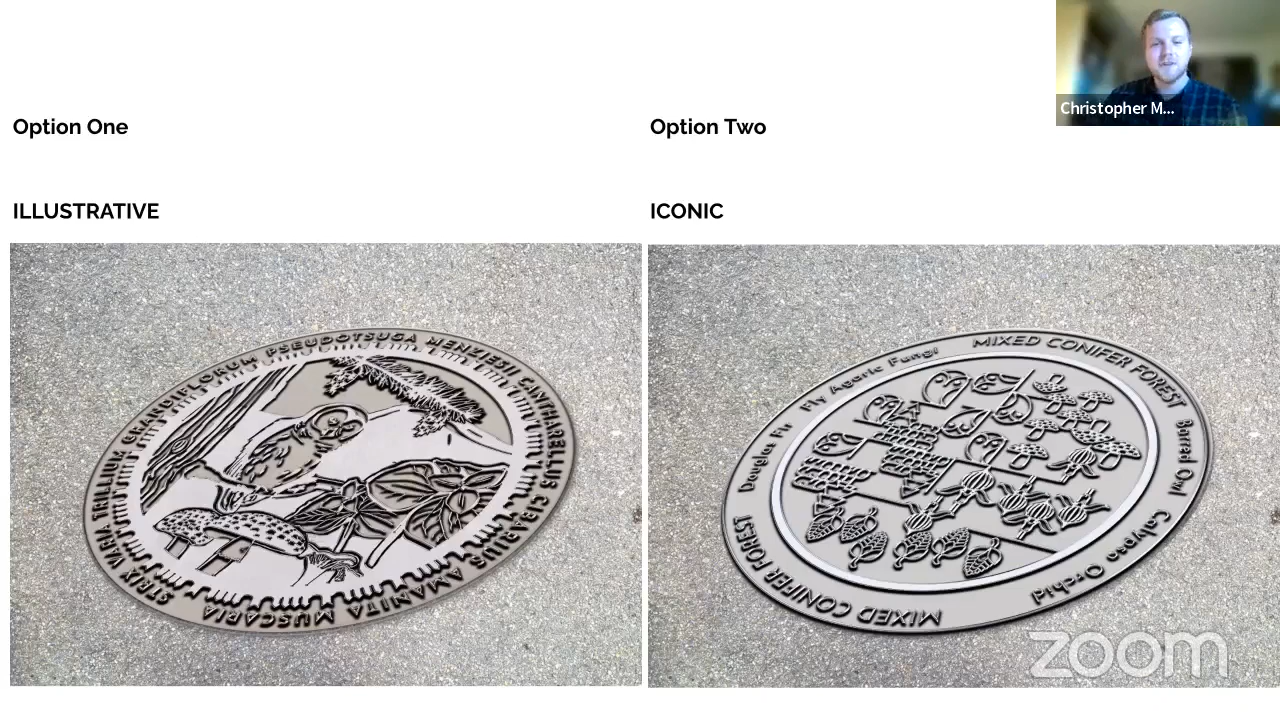 Christopher M...
Option One
Option Two
ILLUSTRATIVE
ICONIC
STRIX VARIA TRILLIUM GRANDIFLORUM PSEUDOTSUGA MENZIESII CANTHARELLUS CIBARIUS AMANITA MUSCARIA
MIXED CONIFER FOREST Barred Owl Calypso Orchid MIXED CONIFER FOREST Douglas Fir Fly Agaric Fungi
zoom